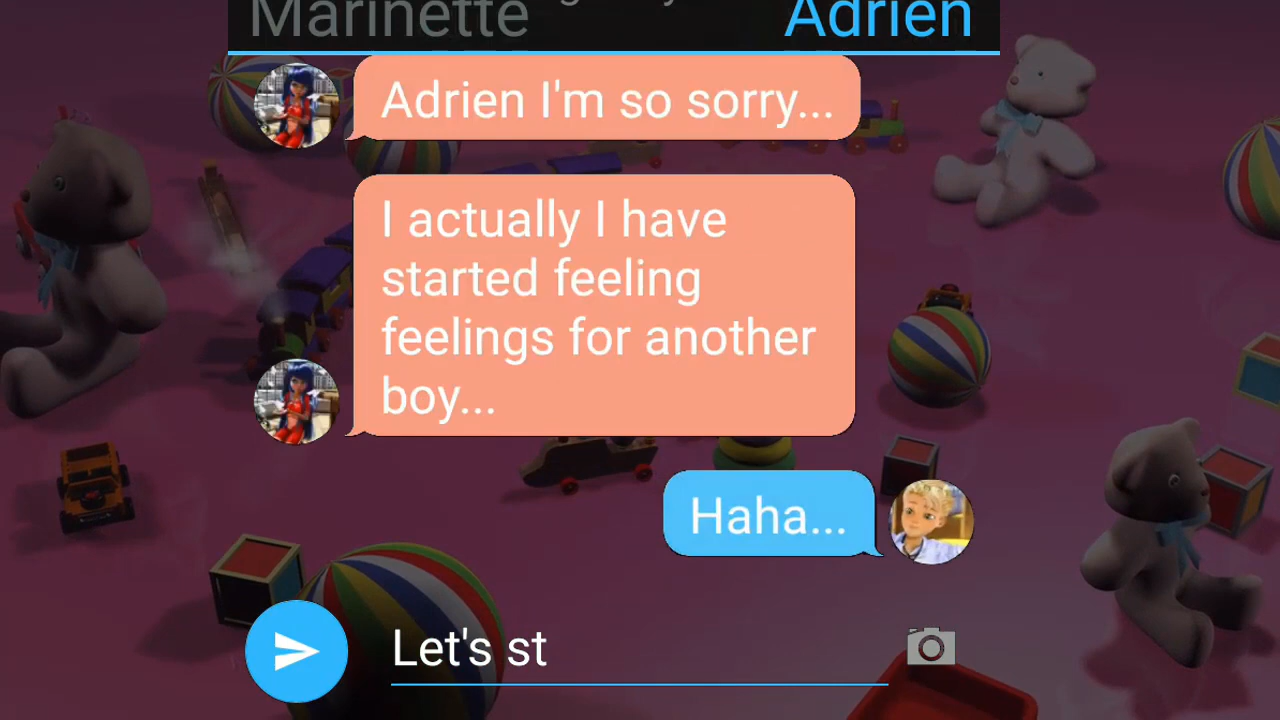 Marinette Adrien
Adrien I'm so sorry...
I actually I have
started feeling
feelings for another
boy...
Haha...
Let's st